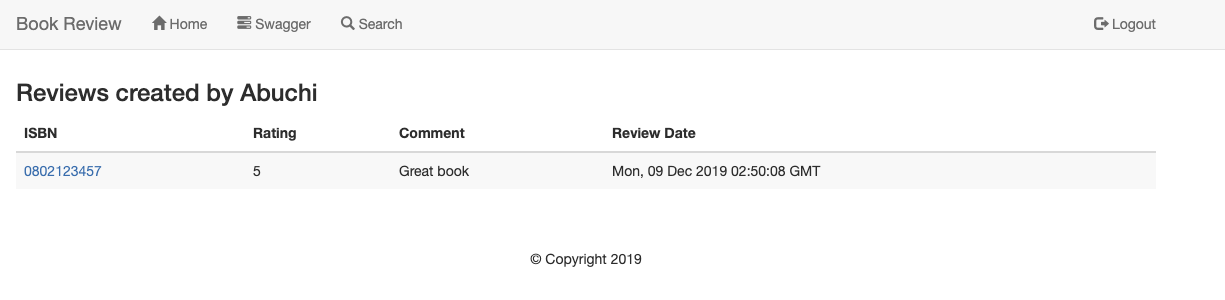 Book Review Home Swagger Search Logout
Reviews created by Abuchi
ISBN Rating Comment Review Date
0802123457 5 Great book Mon, 09 Dec 2019 02:50:08 GMT
© Copyright 2019